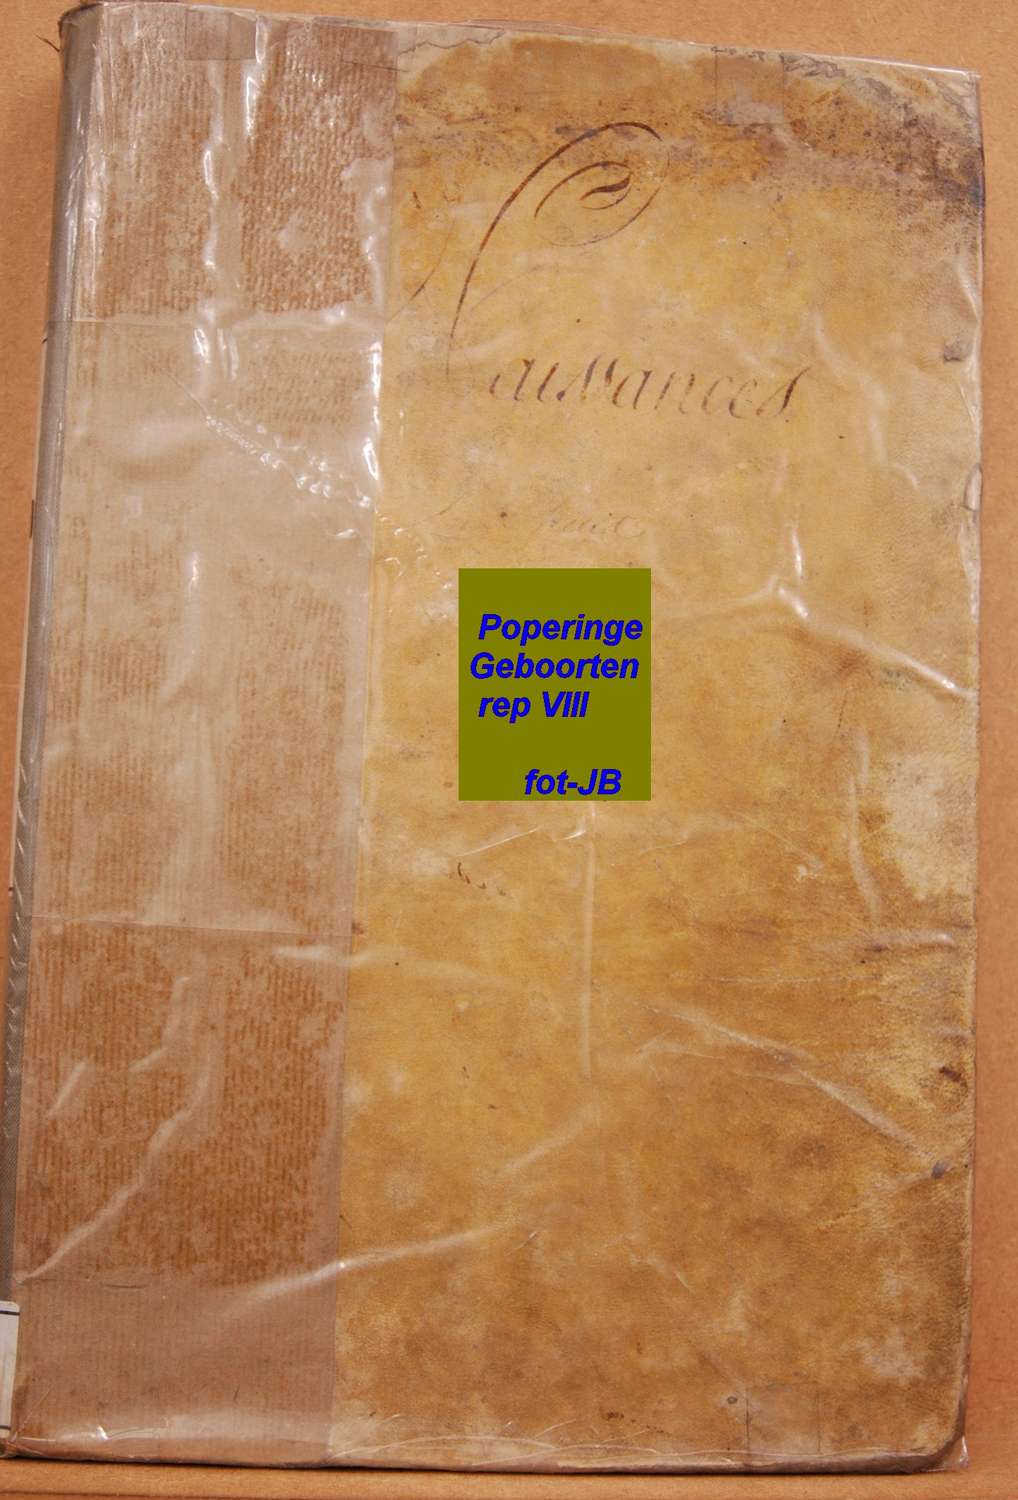 Naissances
Poperinge
Geboorten
rep VIII
fot-JB